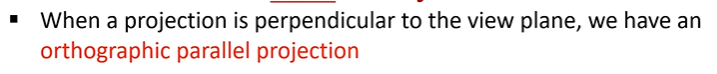 ▪ When a projection is perpendicular to the view plane, we have an
orthographic parallel projection